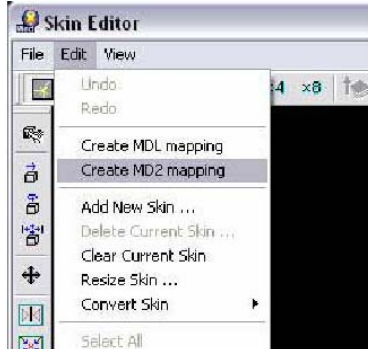 Skin Editor
File Edit View
Undo
Redo
4 x8
Create MDL mapping
Create MD2 mapping
Add New Skin ...
Delete Current Skin ...
Clear Current Skin
Resize Skin ...
Convert Skin
Select All